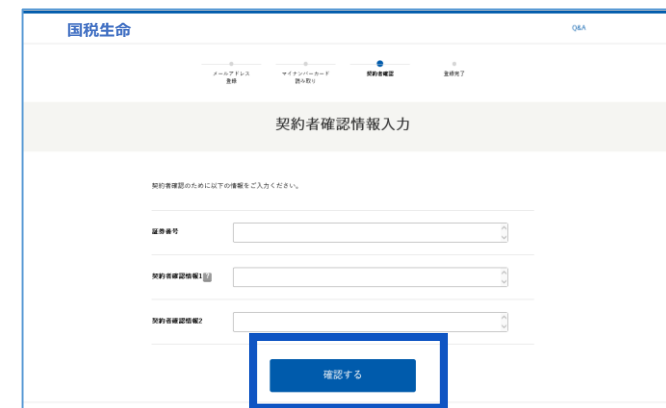 国税生命
Q&A
メールアドレス
登録
マイナンバーカード
読み取り
契約者確認
登録完了
契約者確認情報入力
契約者確認のために以下の情報をご入力ください。
証券番号
契約者確認情報1 ?
契約者確認情報2
確認する